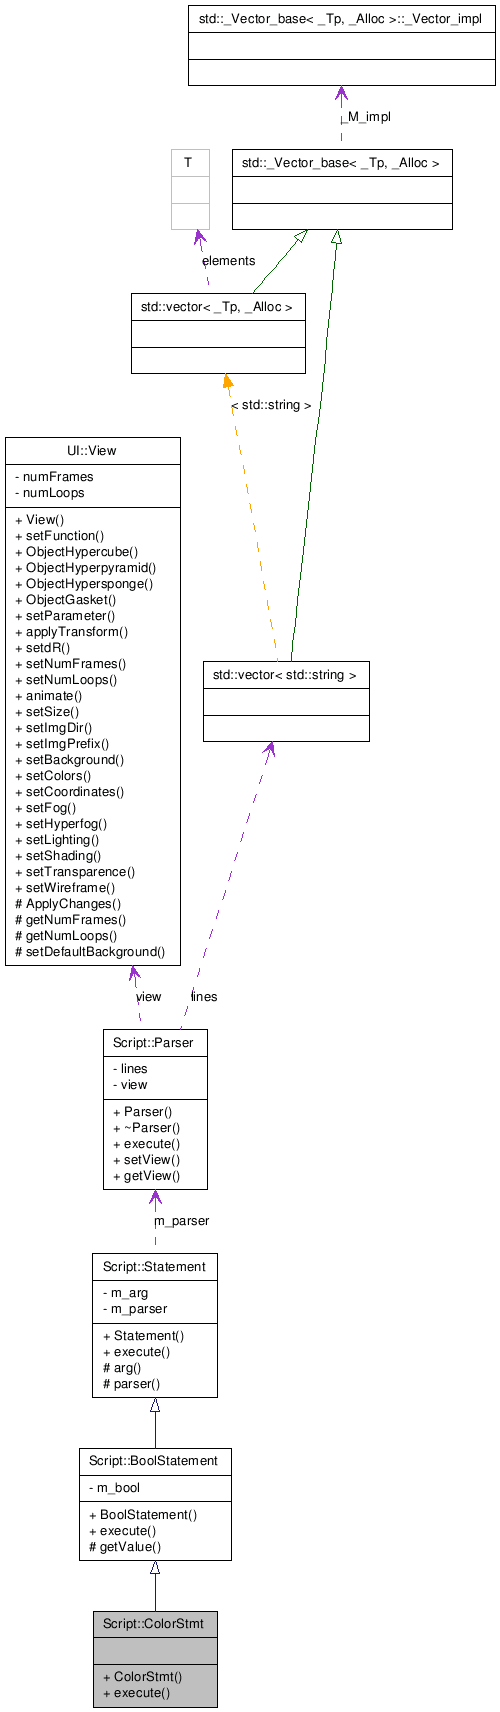 std::_Vector_base< _Tp, _Alloc >::_Vector_impl
_M_impl
T
std::_Vector_base< _Tp, _Alloc >
elements
std::vector< _Tp, _Alloc >
< std::string >
UI::View
- numFrames
- numLoops
+ View()
+ setFunction()
+ ObjectHypercube()
+ ObjectHyperpyramid()
+ ObjectHypersponge()
+ ObjectGasket()
+ setParameter()
+ applyTransform()
+ setdR()
+ setNumFrames()
+ setNumLoops()
+ animate()
+ setSize()
+ setImgDir()
+ setImgPrefix()
+ setBackground()
+ setColors()
+ setCoordinates()
+ setFog()
+ setHyperfog()
+ setLighting()
+ setShading()
+ setTransparence()
+ setWireframe()
# ApplyChanges()
# getNumFrames()
# getNumLoops()
# setDefaultBackground()
std::vector< std::string >
view
lines
Script::Parser
- lines
- view
+ Parser()
+ ~Parser()
+ execute()
+ setView()
+ getView()
m_parser
Script::Statement
- m_arg
- m_parser
+ Statement()
+ execute()
# arg()
# parser()
Script::BoolStatement
- m_bool
+ BoolStatement()
+ execute()
# getValue()
Script::ColorStmt
+ ColorStmt()
+ execute()